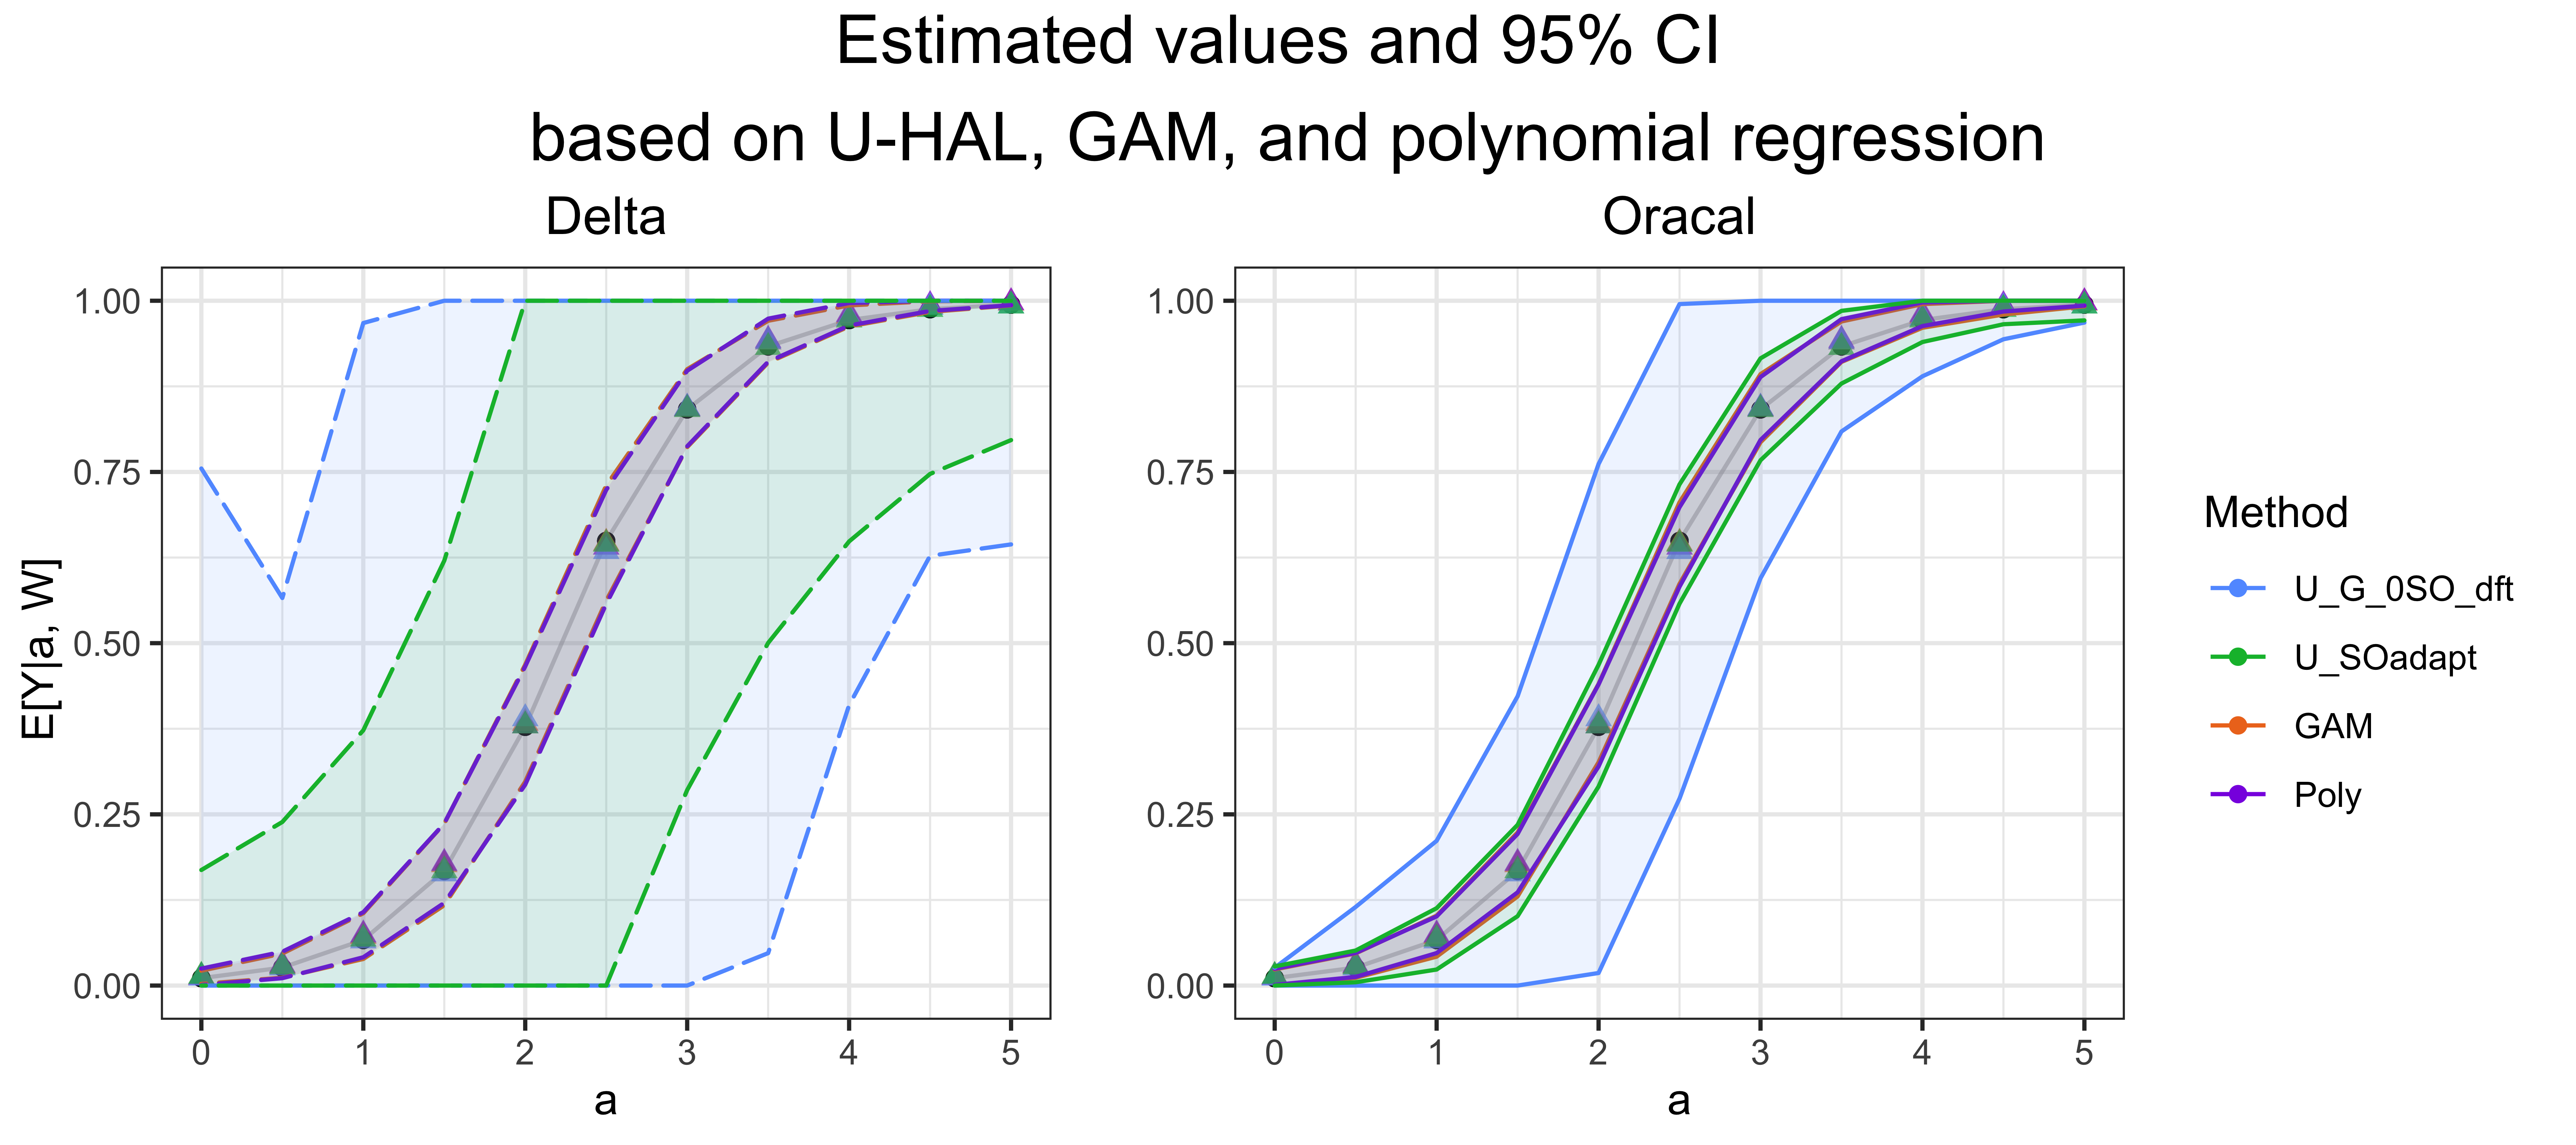 Estimated values and 95% CI
based on U-HAL, GAM, and polynomial regression
Delta
Oracal
E[Y|a, W]
1.00
0.75
0.50
0.25
0.00
0 1 2 3 4 5
a
1.00
0.75
0.50
0.25
0.00
0 1 2 3 4 5
a
Method
U_G_0SO_dft
U_SOadapt
GAM
Poly